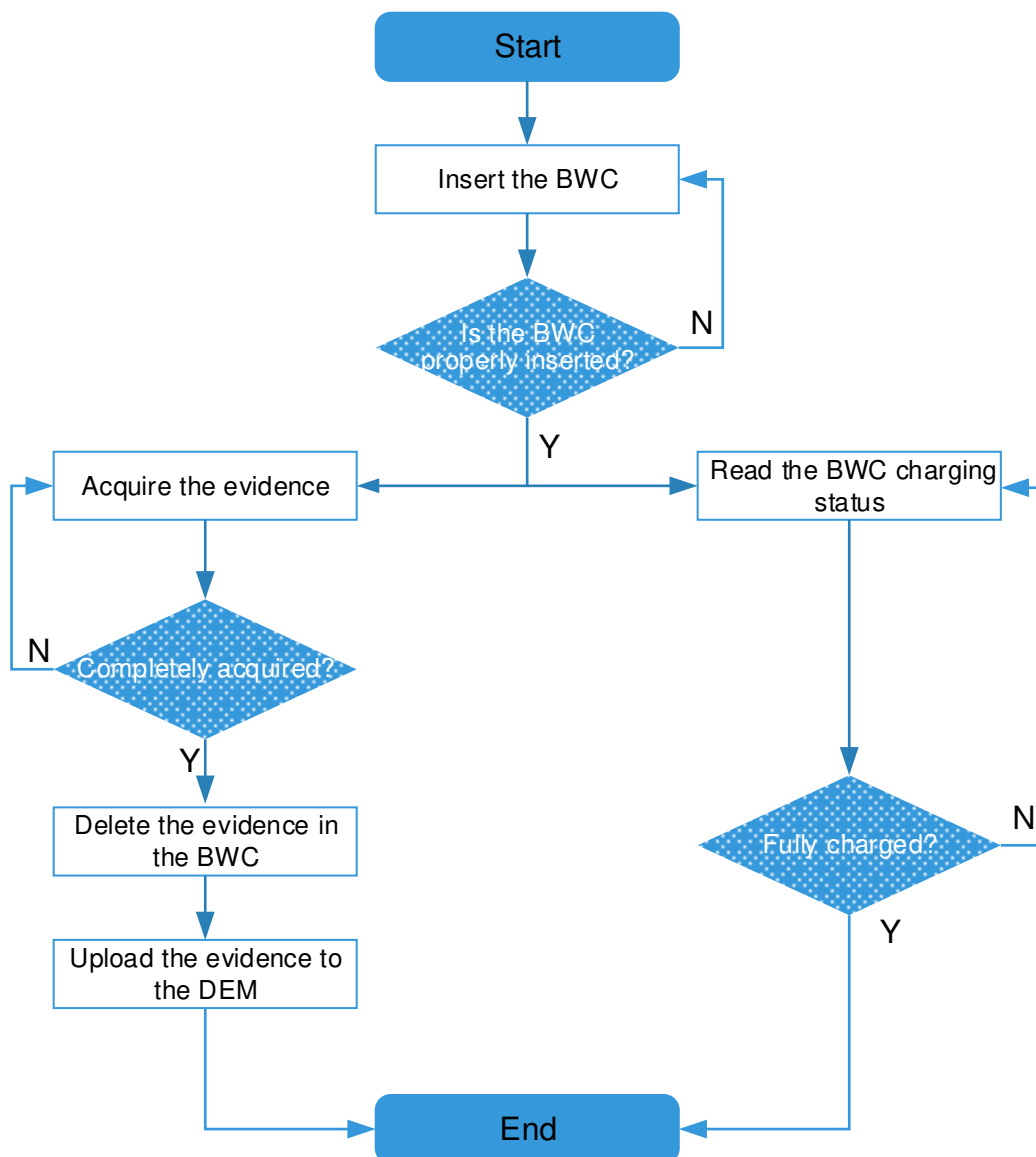 Start
Insert the BWC
Is the BWC
properly inserted?
N
Y
Acquire the evidence
Read the BWC charging
status
N
Completely acquired?
Y
Delete the evidence in
the BWC
Fully charged?
N
Y
Upload the evidence to
the DEM
End